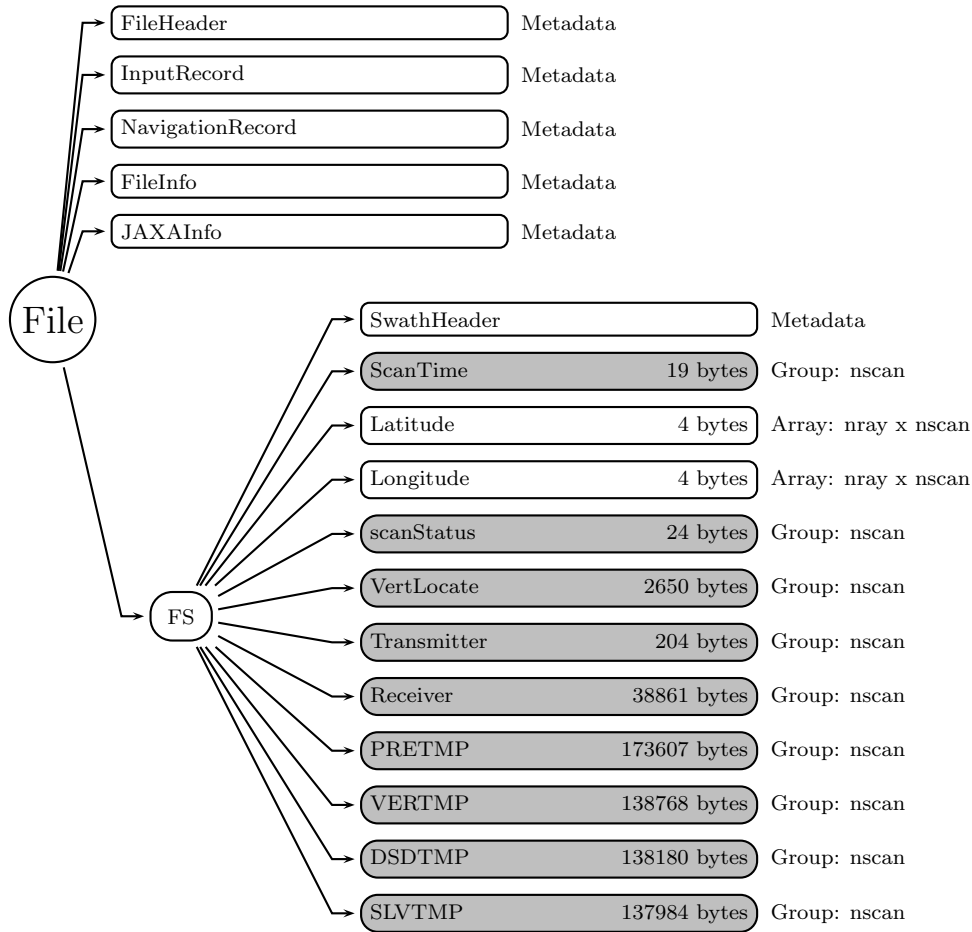 FileHeader Metadata
InputRecord Metadata
NavigationRecord Metadata
FileInfo Metadata
JAXAInfo Metadata
File
SwathHeader Metadata
ScanTime 19 bytes Group: nscan
Latitude 4 bytes Array: nray x nscan
Longitude 4 bytes Array: nray x nscan
scanStatus 24 bytes Group: nscan
VertLocate 2650 bytes Group: nscan
FS
Transmitter 204 bytes Group: nscan
Receiver 38861 bytes Group: nscan
PRETMP 173607 bytes Group: nscan
VERTMP 138768 bytes Group: nscan
DSDTMP 138180 bytes Group: nscan
SLVTMP 137984 bytes Group: nscan